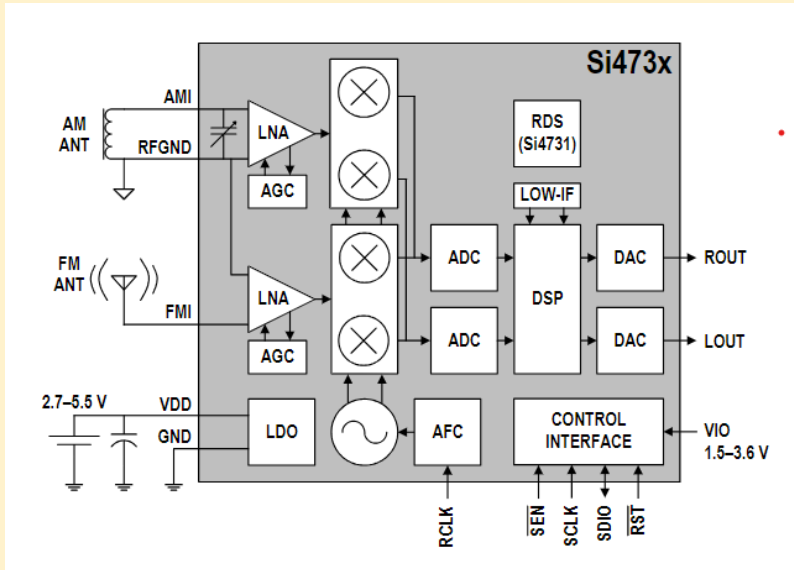 Si473x
AMI
AM
ANT
RFGND
LNA
AGC
RDS
(Si4731)
LOW-IF
FM
ANT
FMI
LNA
AGC
ADC
ADC
DSP
DAC
DAC
ROUT
LOUT
2.7–5.5 V
VDD
GND
LDO
AFC
CONTROL
INTERFACE
VIO
1.5–3.6 V
RCLK
SEN
SCLK
SDIO
RST